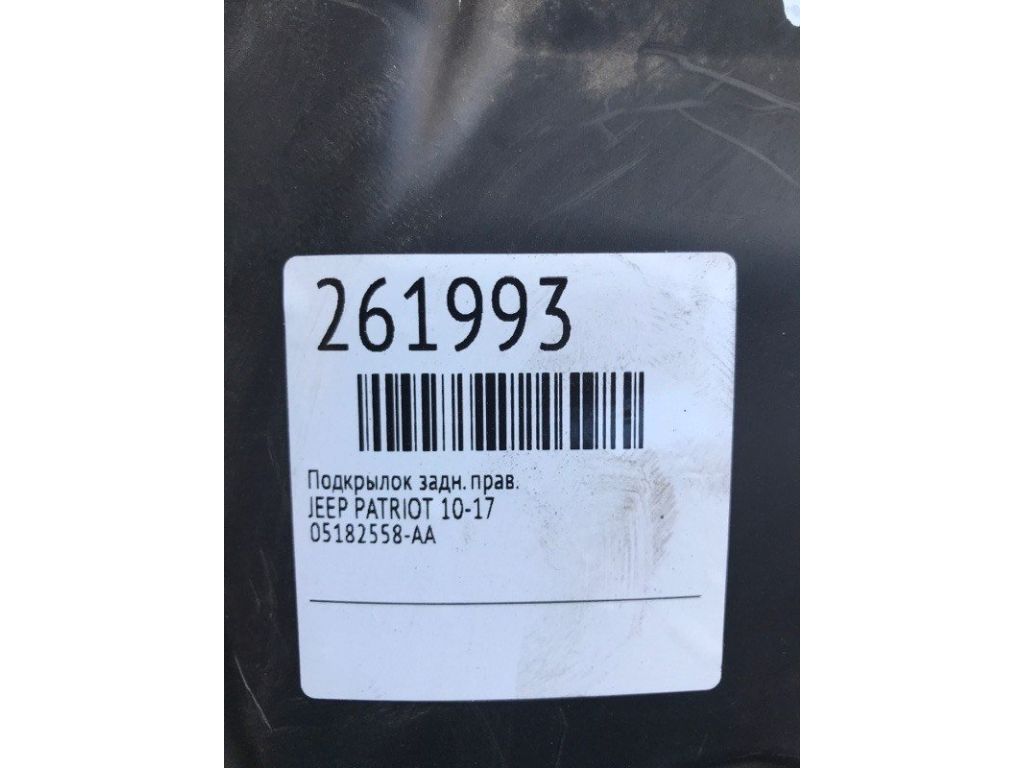 261993
Подкрылок задн. прав.
JEEP PATRIOT 10-17
05182558-AA